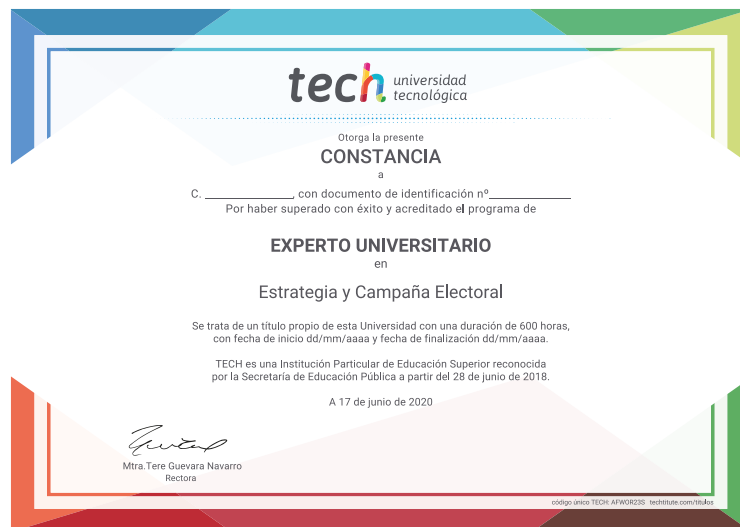 tech universidad
tecnológica
Otorga la presente
CONSTANCIA
a
C. ________________, con documento de identificación nº______________
Por haber superado con éxito y acreditado el programa de
EXPERTO UNIVERSITARIO
en
Estrategia y Campaña Electoral
Se trata de un título propio de esta Universidad con una duración de 600 horas,
con fecha de inicio dd/mm/aaaa y fecha de finalización dd/mm/aaaa.
TECH es una Institución Particular de Educación Superior reconocida
por la Secretaría de Educación Pública a partir del 28 de junio de 2018.
A 17 de junio de 2020
Mtra.Tere Guevara Navarro
Rectora
código único TECH: AFWOR23S techtitute.com/titulos